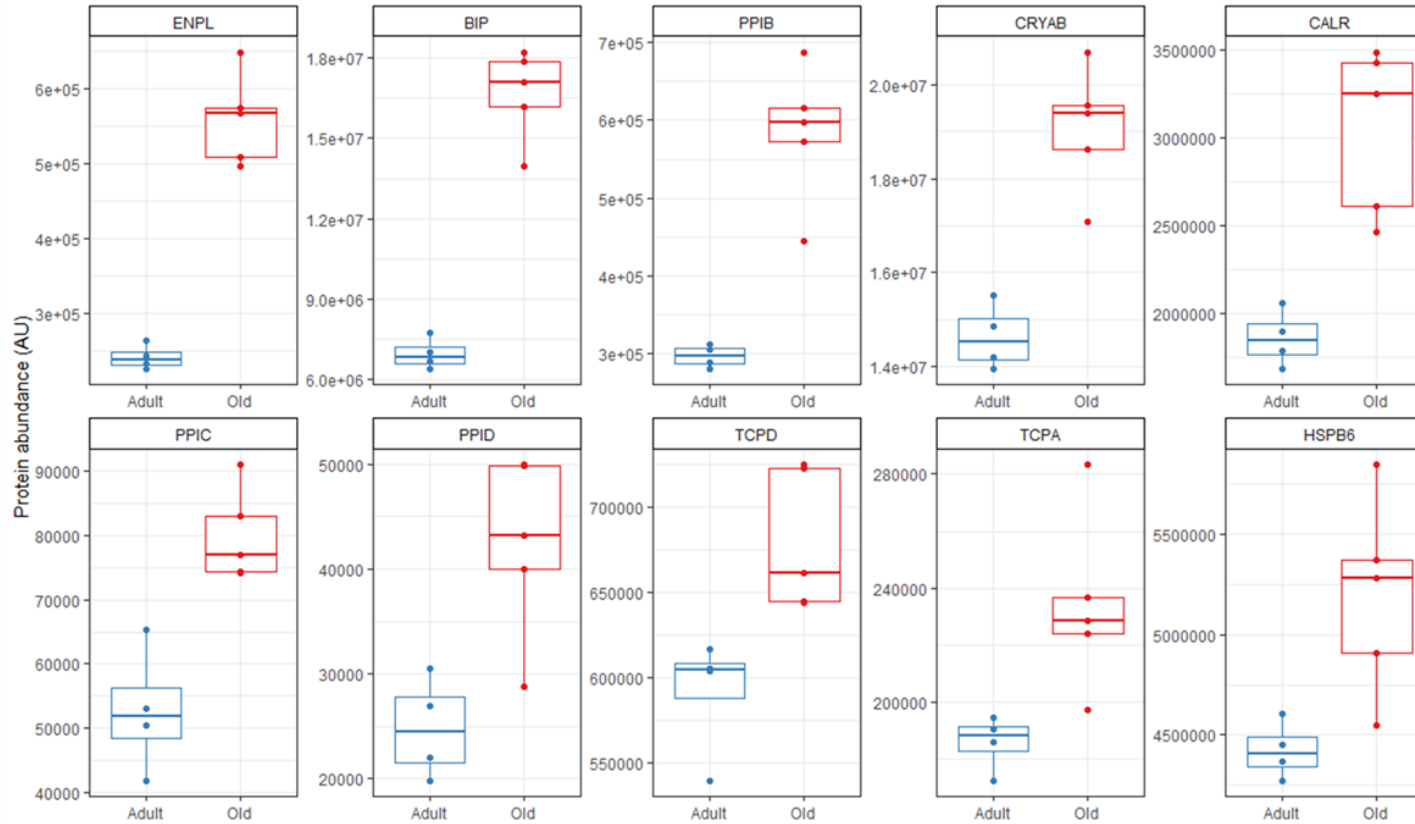 ENPL BIP PPIB CRYAB CALR
6e+05 5e+05 4e+05 3e+05
1.8e+07 1.5e+07 1.2e+07 9.0e+06 6.0e+06
7e+05 6e+05 5e+05 4e+05 3e+05
2.0e+07 1.8e+07 1.6e+07 1.4e+07
3500000 3000000 2500000 2000000
Adult Old Adult Old Adult Old Adult Old Adult Old
Protein abundance (AU)
PPIC PPID TCPD TCPA HSPB6
90000 80000 70000 60000 50000 40000
50000 40000 30000 20000
700000 650000 600000 550000
280000 240000 200000
5500000 5000000 4500000
Adult Old Adult Old Adult Old Adult Old Adult Old